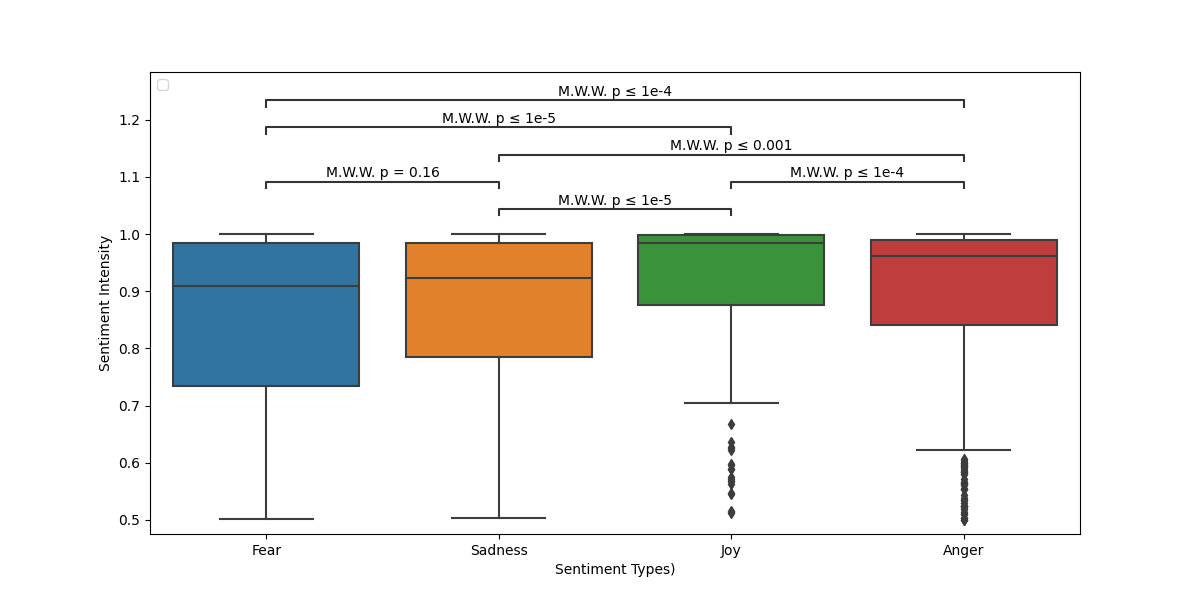 M.W.W. p ≤ 1e-4
M.W.W. p ≤ 1e-5
M.W.W. p ≤ 0.001
M.W.W. p = 0.16
M.W.W. p ≤ 1e-4
M.W.W. p ≤ 1e-5
1.2
1.1
1.0
0.9
0.8
0.7
0.6
0.5
Sentiment Intensity
Fear
Sadness
Joy
Anger
Sentiment Types)